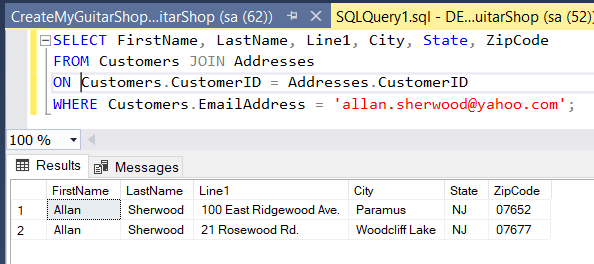 CreateMyGuitarShop...itarShop (sa (62))
SQLQuery1.sql - DE...uitarShop (sa (52))
SELECT FirstName, LastName, Line1, City, State, ZipCode
FROM Customers JOIN Addresses
ON Customers.CustomerID = Addresses.CustomerID
WHERE Customers.EmailAddress = 'allan.sherwood@yahoo.com';
100 %
Results Messages
FirstName LastName Line1 City State ZipCode
1 Allan Sherwood 100 East Ridgewood Ave. Paramus NJ 07652
2 Allan Sherwood 21 Rosewood Rd. Woodcliff Lake NJ 07677